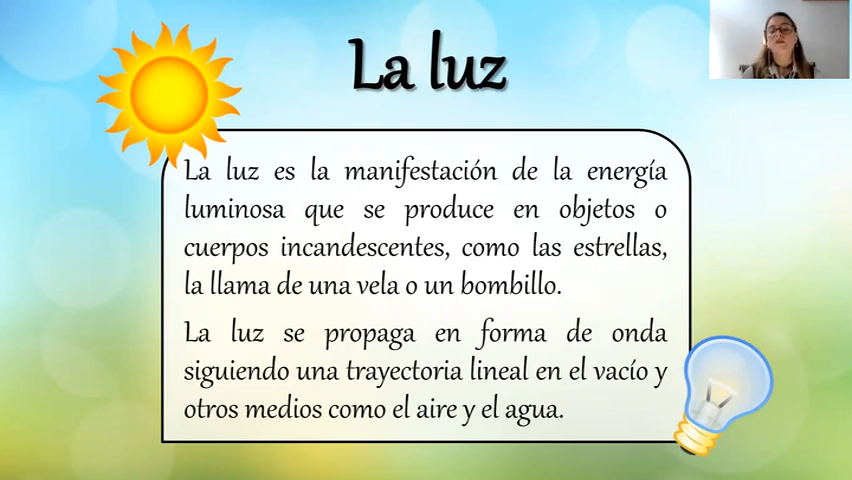 La luz
La luz es la manifestación de la energía
luminosa que se produce en objetos o
cuerpos incandescentes, como las estrellas,
la llama de una vela o un bombillo.
La luz se propaga en forma de onda
siguiendo una trayectoria lineal en el vacío y
otros medios como el aire y el agua.